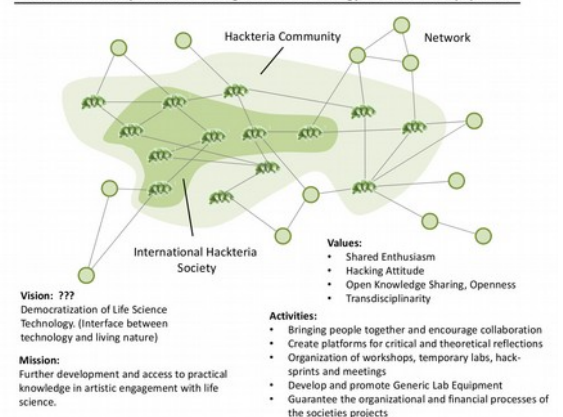 Hackteria Community
Network
International Hackteria
Society
Values:
• Shared Enthusiasm
• Hacking Attitude
• Open Knowledge Sharing, Openness
• Transdisciplinarity
Vision: ???
Democratization of Life Science
Technology. (Interface between
technology and living nature)
Mission:
Further development and access to practical
knowledge in artistic engagement with life
science.
Activities:
• Bringing people together and encourage collaboration
• Create platforms for critical and theoretical reflections
• Organization of workshops, temporary labs, hack-
sprints and meetings
• Develop and promote Generic Lab Equipment
• Guarantee the organizational and financial processes of
the societies projects